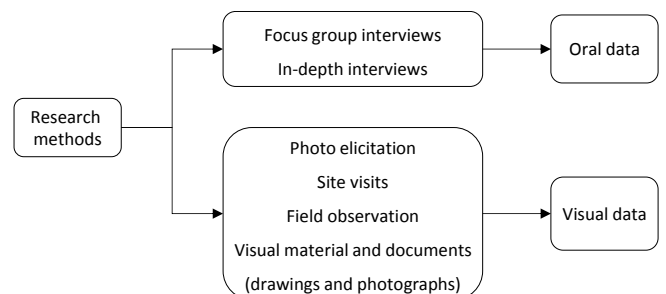 Research
methods
Focus group interviews
In-depth interviews
Oral data
Photo elicitation
Site visits
Field observation
Visual material and documents
(drawings and photographs)
Visual data